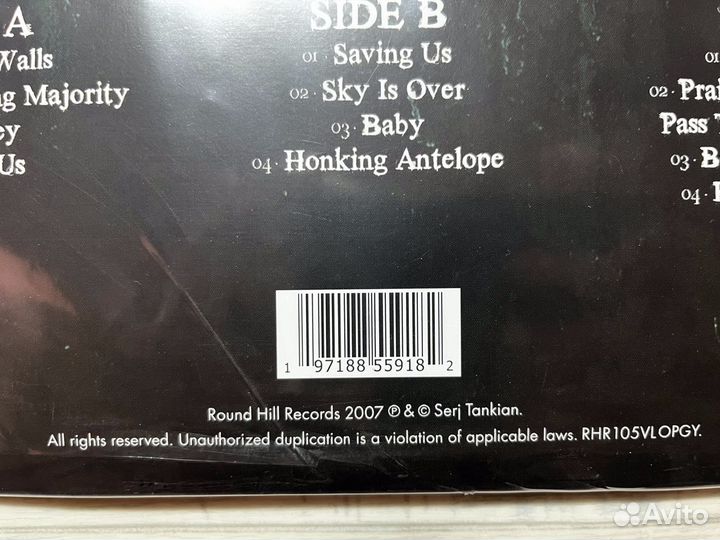 A
Walls
ng Majority
ey
Us
SIDE B
01 · Saving Us
02 · Sky Is Over
03 · Baby
04 · Honking Antelope
01
02 · Prai
Pass
03 · B
04 ·
1 97188 55918 2
Round Hill Records 2007 ℗ & © Serj Tankian.
All rights reserved. Unauthorized duplication is a violation of applicable laws. RHR105VLOPGY.
Avito